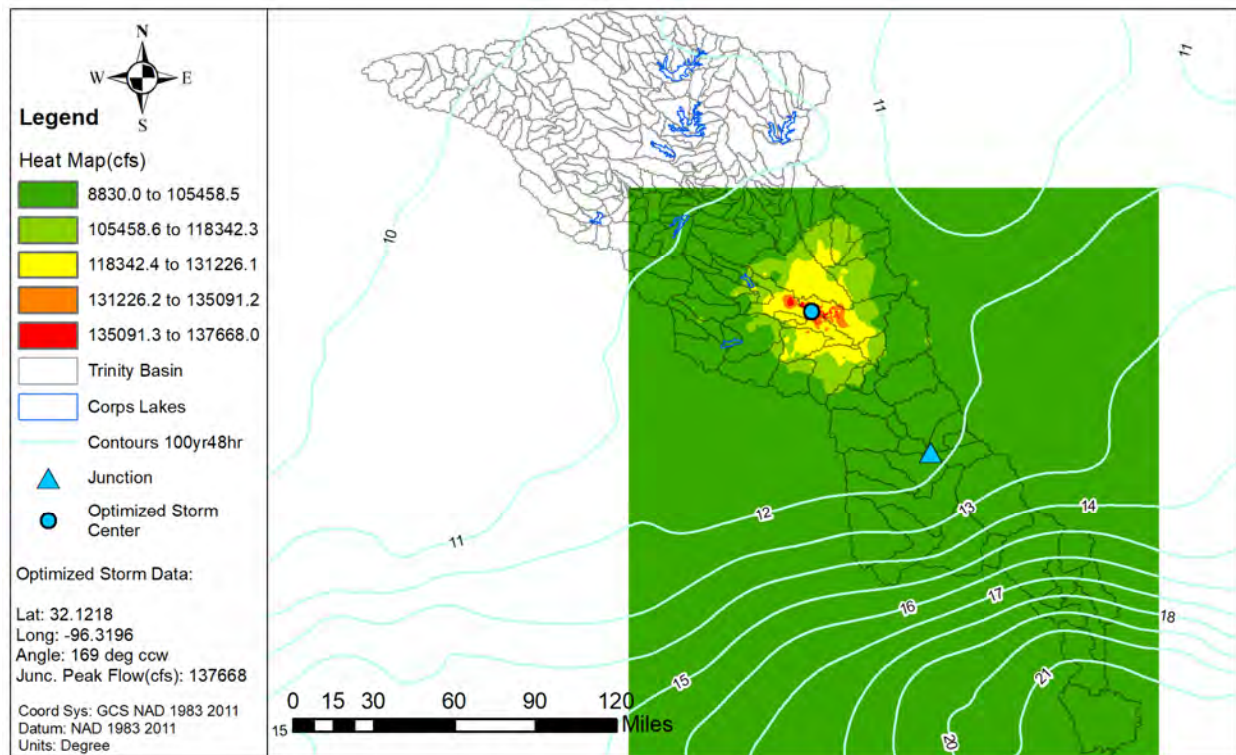 N
W E
S
Legend
Heat Map(cfs)
8830.0 to 105458.5
105458.6 to 118342.3
118342.4 to 131226.1
131226.2 to 135091.2
135091.3 to 137668.0
Trinity Basin
Corps Lakes
Contours 100yr48hr
Junction
Optimized Storm
Center
Optimized Storm Data:
Lat: 32.1218
Long: -96.3196
Angle: 169 deg ccw
Junc. Peak Flow(cfs): 137668
Coord Sys: GCS NAD 1983 2011
Datum: NAD 1983 2011
Units: Degree
11
11
10
11
12
13
14
15
16
17
18
20
21
15
0 15 30 60 90 120
Miles